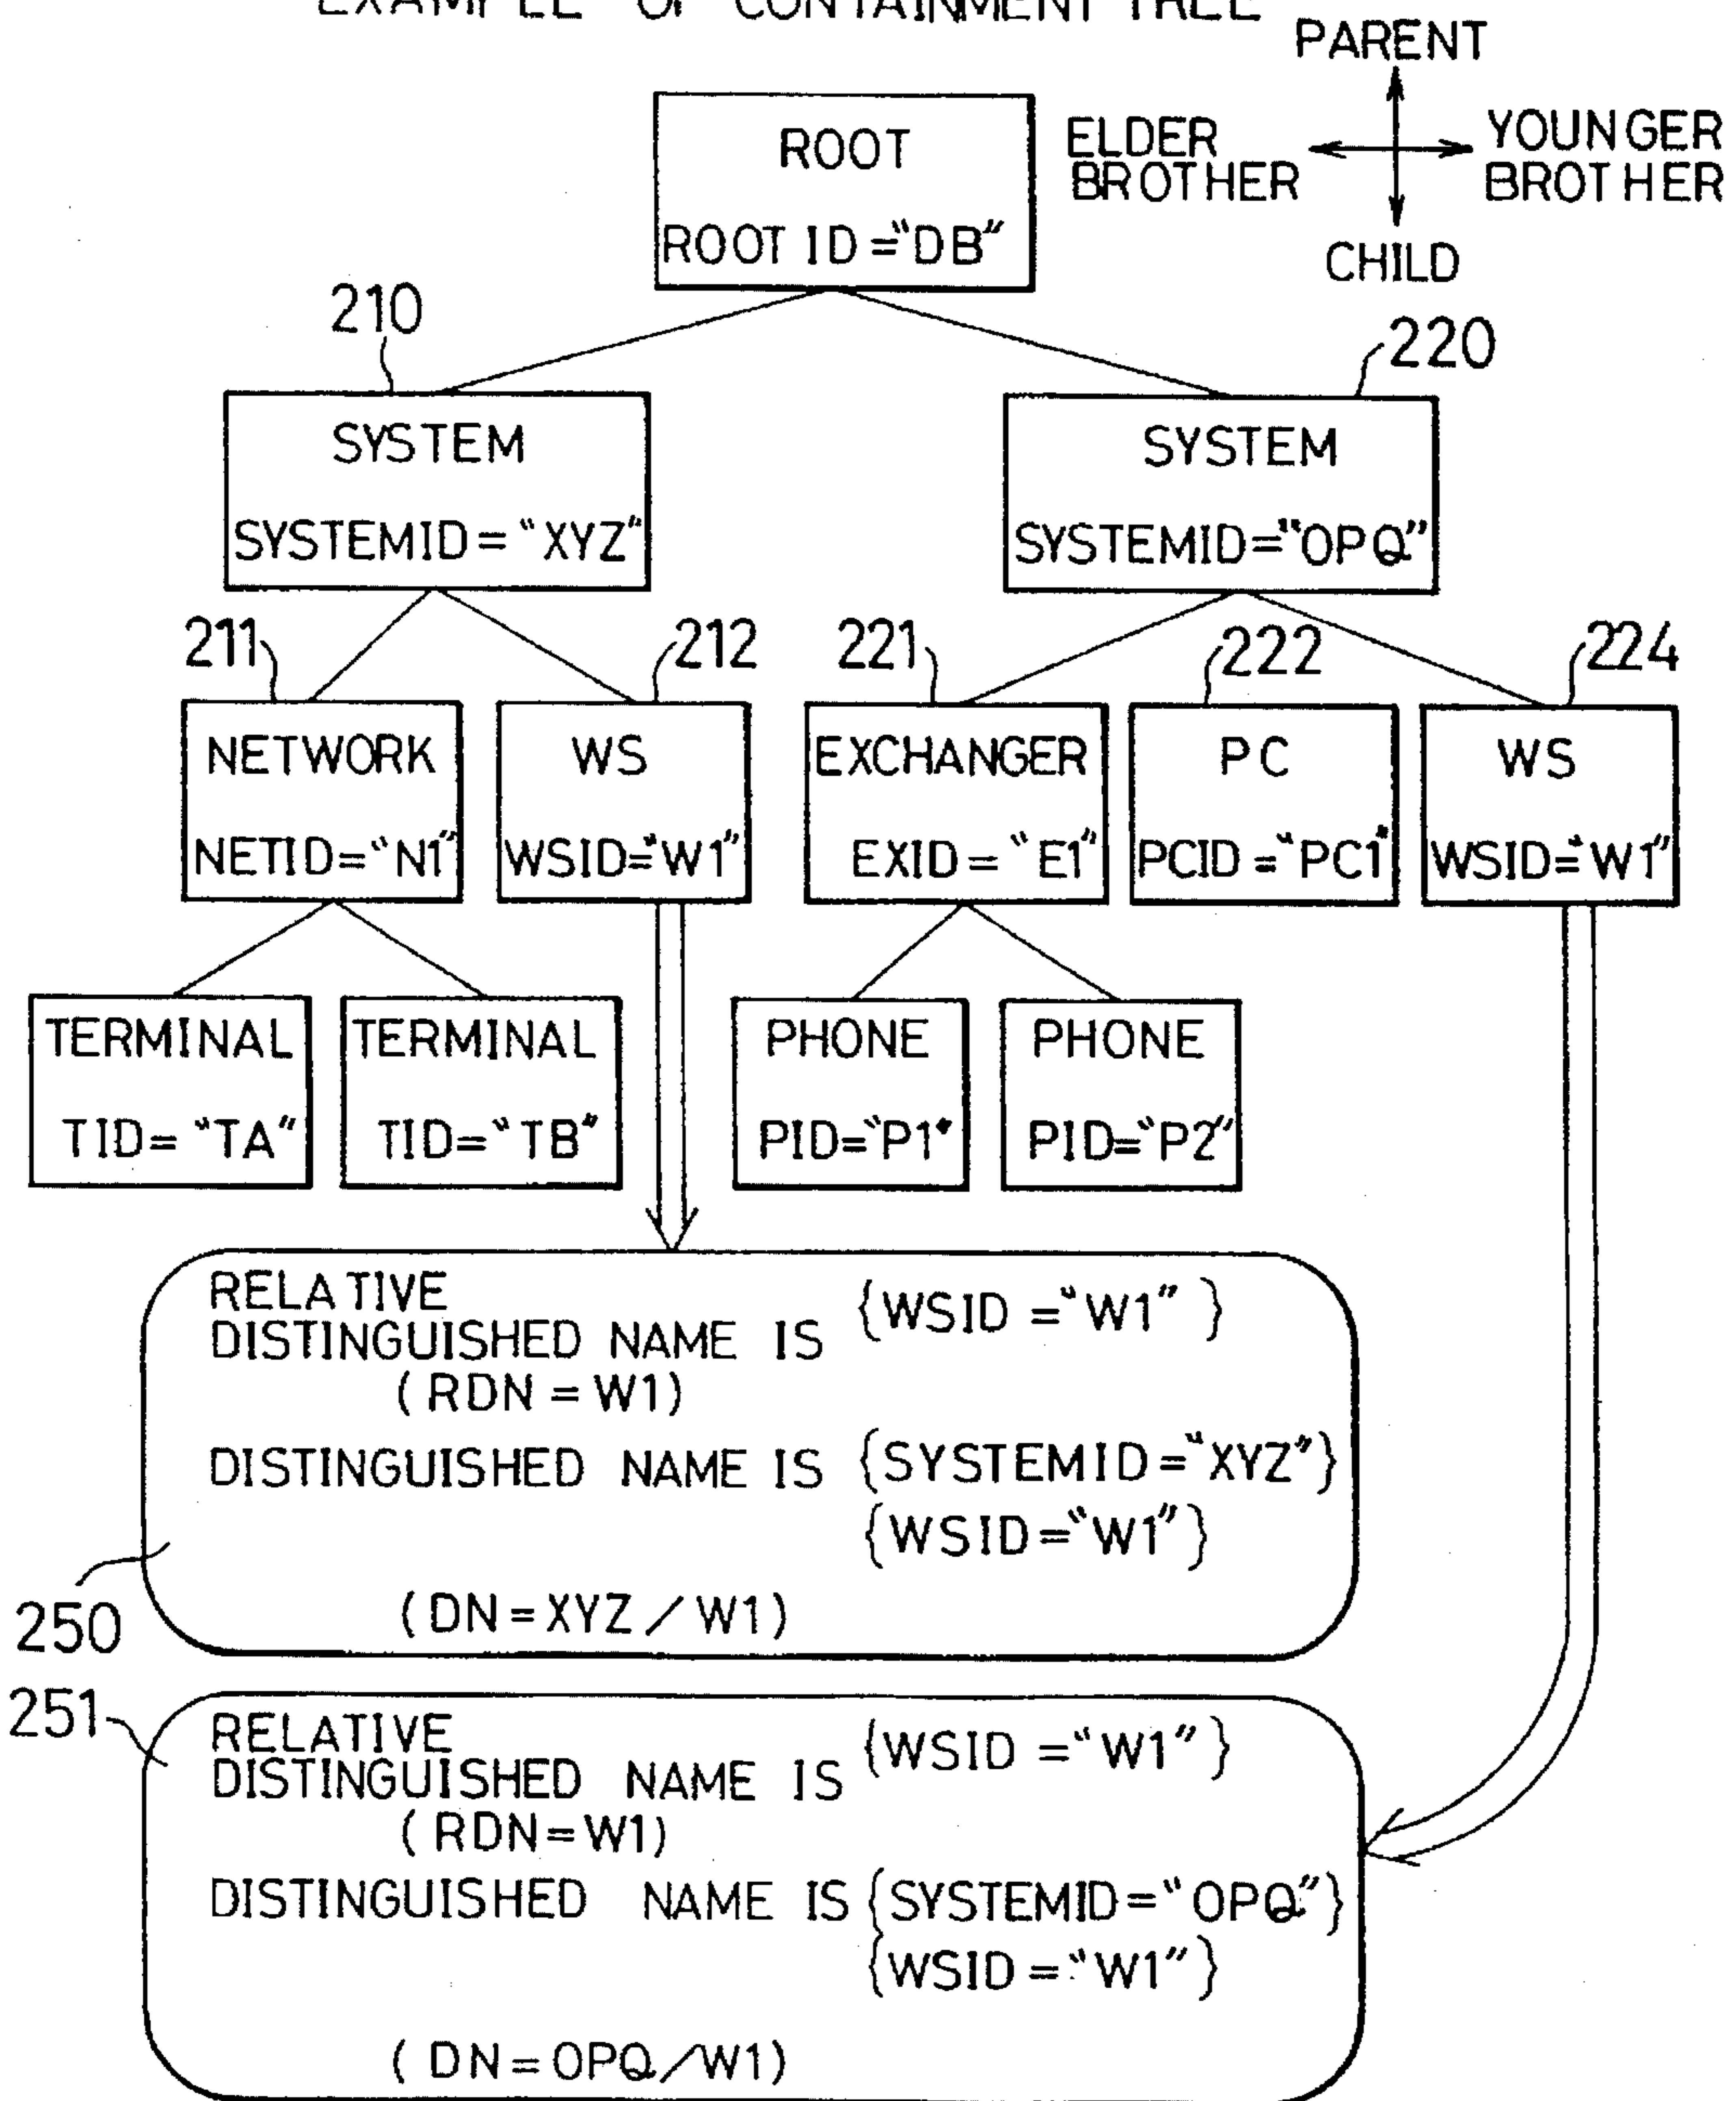 EXAMPLE OF CONTAINMENT TREE
PARENT
ELDER
BROTHER
YOUNGER
BROTHER
CHILD
ROOT
ROOT ID ="DB"
210
220
SYSTEM
SYSTEMID = "XYZ"
SYSTEM
SYSTEMID="OPQ"
211
212
221
222
224
NETWORK
NETID="N1"
WS
WSID="W1"
EXCHANGER
EXID = "E1"
PC
PCID ="PC1"
WS
WSID="W1"
TERMINAL
TID= "TA"
TERMINAL
TID="TB"
PHONE
PID="P1"
PHONE
PID="P2"
RELATIVE
DISTINGUISHED NAME IS {WSID ="W1" }
(RDN = W1)
DISTINGUISHED NAME IS {SYSTEMID="XYZ"}
{WSID="W1"}
(DN=XYZ/W1)
250
251
RELATIVE
DISTINGUISHED NAME IS {WSID ="W1" }
(RDN=W1)
DISTINGUISHED NAME IS {SYSTEMID="OPQ"}
{WSID="W1"}
(DN=OPQ/W1)